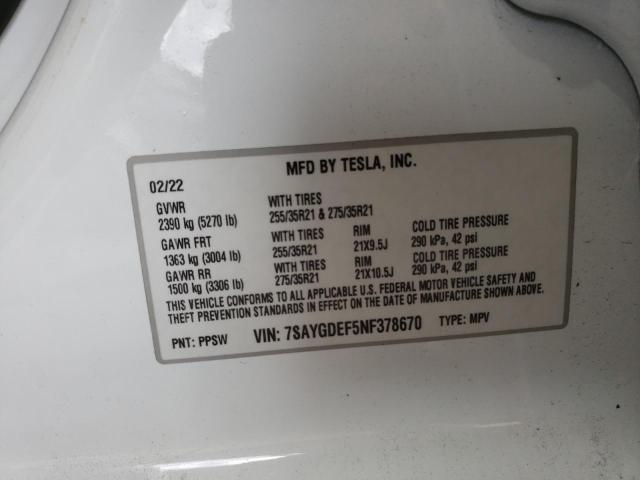 MFD BY TESLA, INC.
02/22
GVWR WITH TIRES
2390 kg (5270 lb) 255/35R21 & 275/35R21
GAWR FRT WITH TIRES RIM COLD TIRE PRESSURE
1363 kg (3004 lb) 255/35R21 21X9.5J 290 kPa, 42 psi
GAWR RR WITH TIRES RIM COLD TIRE PRESSURE
1500 kg (3306 lb) 275/35R21 21X10.5J 290 kPa, 42 psi
THIS VEHICLE CONFORMS TO ALL APPLICABLE U.S. FEDERAL MOTOR VEHICLE SAFETY AND
THEFT PREVENTION STANDARDS IN EFFECT ON THE DATE OF MANUFACTURE SHOWN ABOVE.
PNT: PPSW VIN: 7SAYGDEF5NF378670 TYPE: MPV